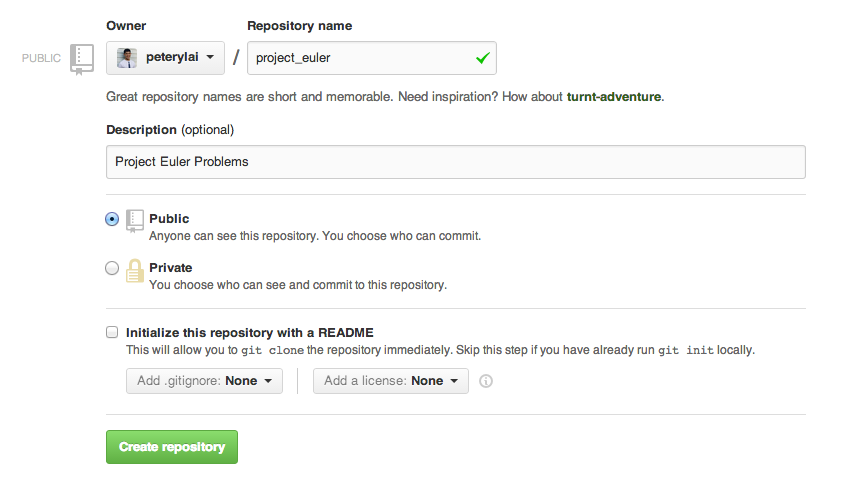 Owner Repository name
PUBLIC peterylai / project_euler
Great repository names are short and memorable. Need inspiration? How about turnt-adventure.
Description (optional)
Project Euler Problems
Public
Anyone can see this repository. You choose who can commit.
Private
You choose who can see and commit to this repository.
Initialize this repository with a README
This will allow you to git clone the repository immediately. Skip this step if you have already run git init locally.
Add .gitignore: None Add a license: None
Create repository